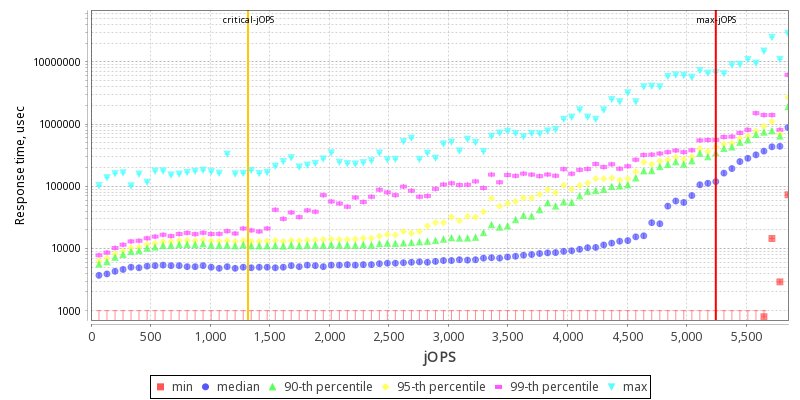 critical-jOPS
max-jOPS
Response time, usec
10000000
1000000
100000
10000
1000
0
500
1,000
1,500
2,000
2,500
3,000
3,500
4,000
4,500
5,000
5,500
jOPS
min
median
90-th percentile
95-th percentile
99-th percentile
max